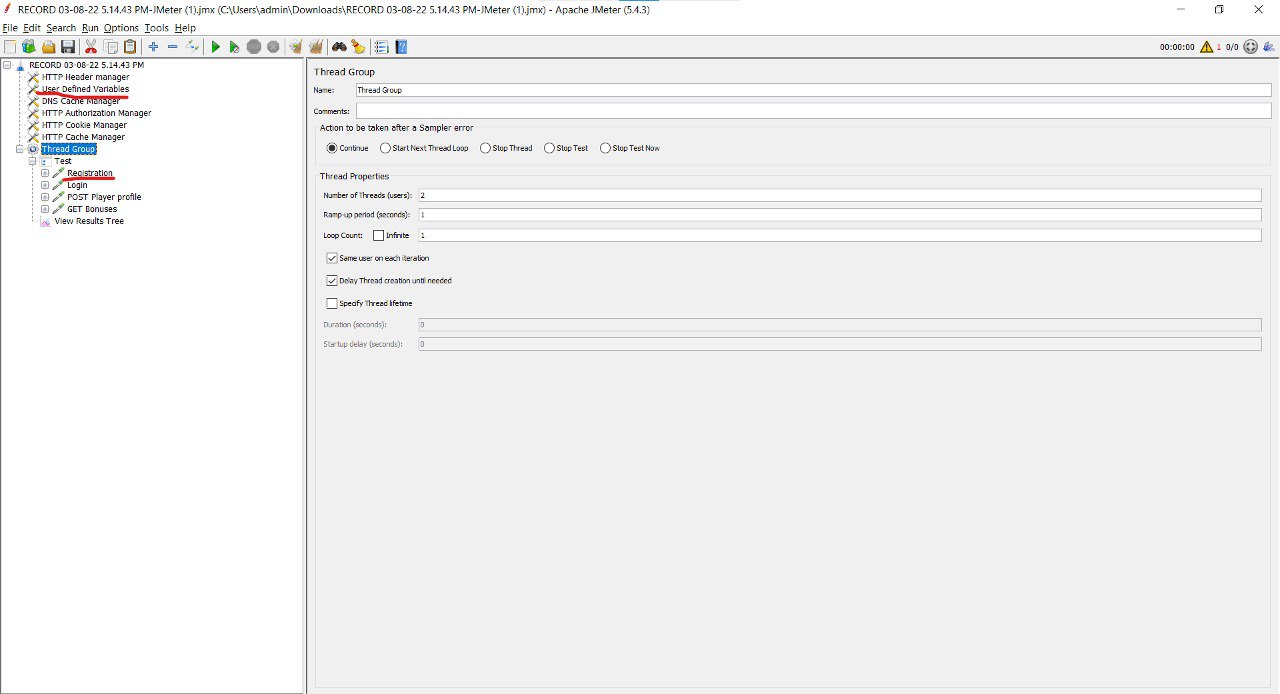 RECORD 03-08-22 5.14.43 PM-JMeter (1).jmx (C:\Users\admin\Downloads\RECORD 03-08-22 5.14.43 PM-JMeter (1).jmx) - Apache JMeter (5.4.3)
File Edit Search Run Options Tools Help
00:00:00 1 0/0
RECORD 03-08-22 5.14.43 PM
HTTP Header manager
User Defined Variables
DNS Cache Manager
HTTP Authorization Manager
HTTP Cookie Manager
HTTP Cache Manager
Thread Group
Test
Registration
Login
POST Player profile
GET Bonuses
View Results Tree
Thread Group
Name: Thread Group
Comments:
Action to be taken after a Sampler error
Continue Start Next Thread Loop Stop Thread Stop Test Stop Test Now
Thread Properties
Number of Threads (users): 2
Ramp-up period (seconds): 1
Loop Count: Infinite 1
Same user on each iteration
Delay Thread creation until needed
Specify Thread lifetime
Duration (seconds): 0
Startup delay (seconds): 0